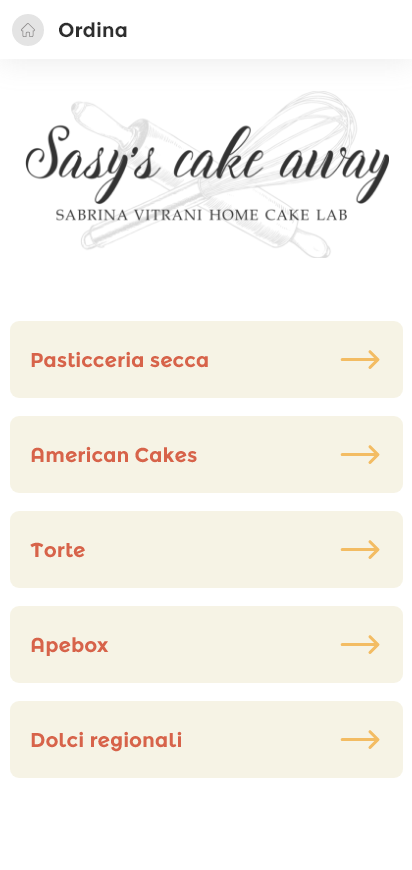 Ordina
Sasy's cake away
SABRINA VITRANI HOME CAKE LAB
Pasticceria secca
American Cakes
Torte
Apebox
Dolci regionali